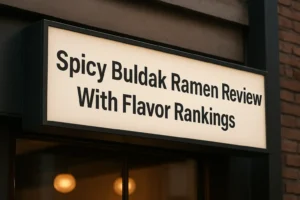 Spicy Buldak Ramen Review
With Flavor Rankings